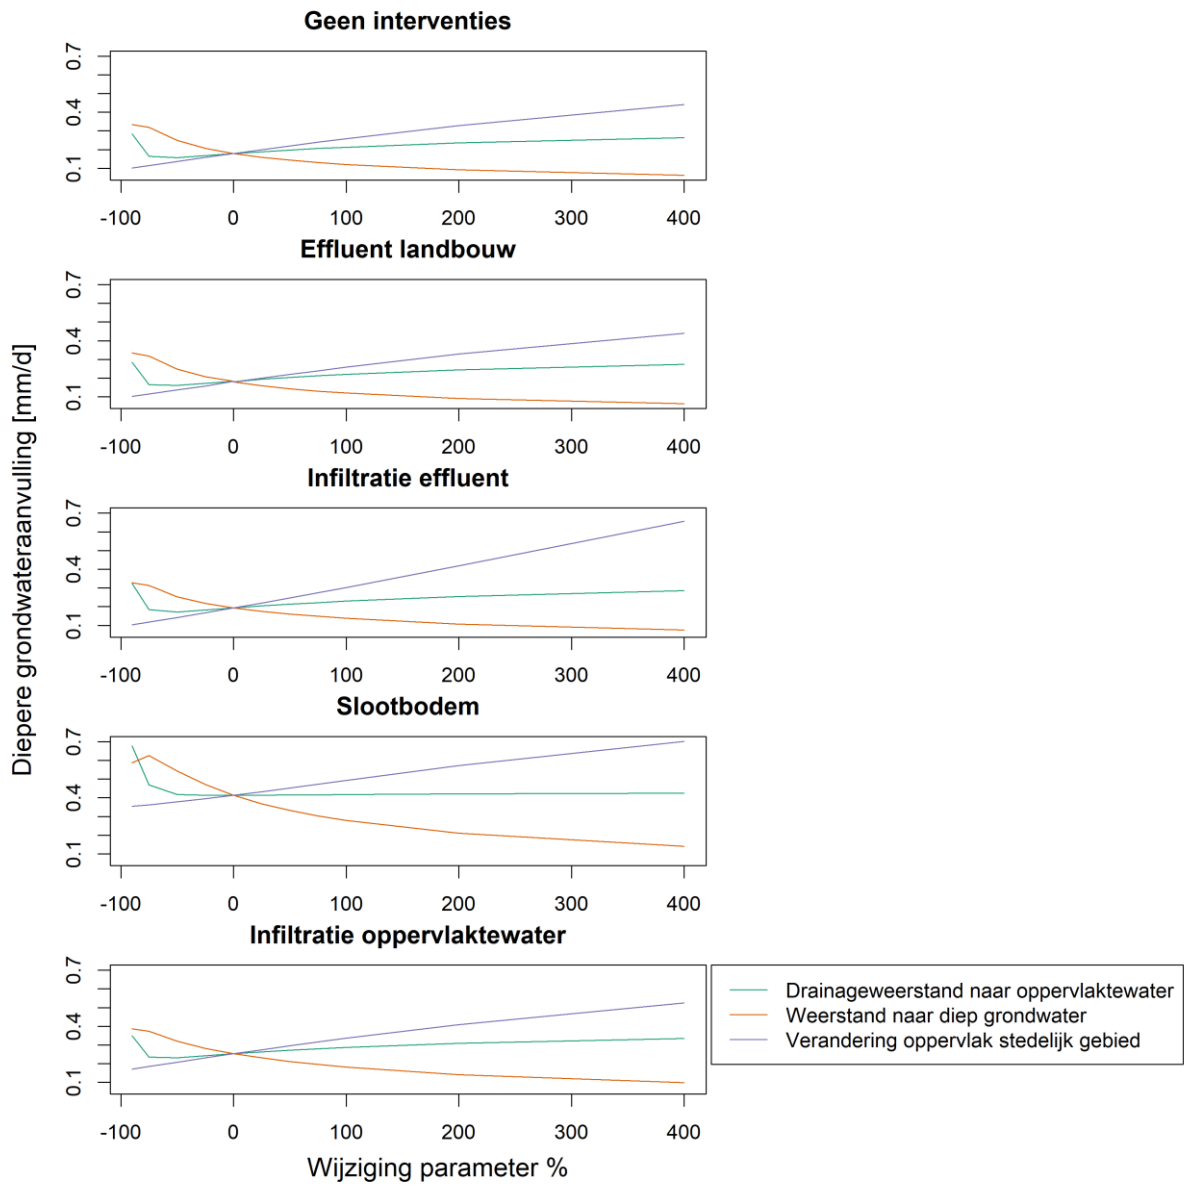 Geen interventies
0.1 0.4 0.7
-100 0 100 200 300 400
Effluent landbouw
0.1 0.4 0.7
-100 0 100 200 300 400
Infiltratie effluent
0.1 0.4 0.7
-100 0 100 200 300 400
Slootbodem
0.1 0.4 0.7
-100 0 100 200 300 400
Infiltratie oppervlaktewater
0.1 0.4 0.7
-100 0 100 200 300 400
Diepere grondwateraanvulling [mm/d]
Wijziging parameter %
Drainageweerstand naar oppervlaktewater
Weerstand naar diep grondwater
Verandering oppervlak stedelijk gebied